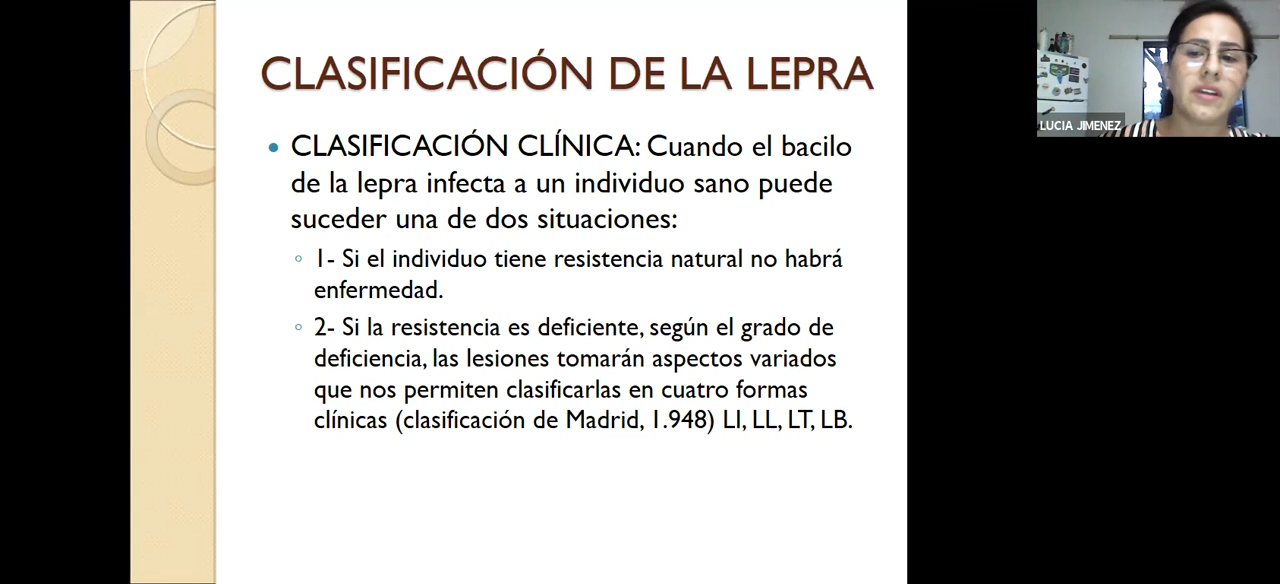 CLASIFICACIÓN DE LA LEPRA
• CLASIFICACIÓN CLÍNICA: Cuando el bacilo
de la lepra infecta a un individuo sano puede
suceder una de dos situaciones:
◦ 1- Si el individuo tiene resistencia natural no habrá
enfermedad.
◦ 2- Si la resistencia es deficiente, según el grado de
deficiencia, las lesiones tomarán aspectos variados
que nos permiten clasificarlas en cuatro formas
clínicas (clasificación de Madrid, 1.948) LI, LL, LT, LB.
LUCIA JIMENEZ